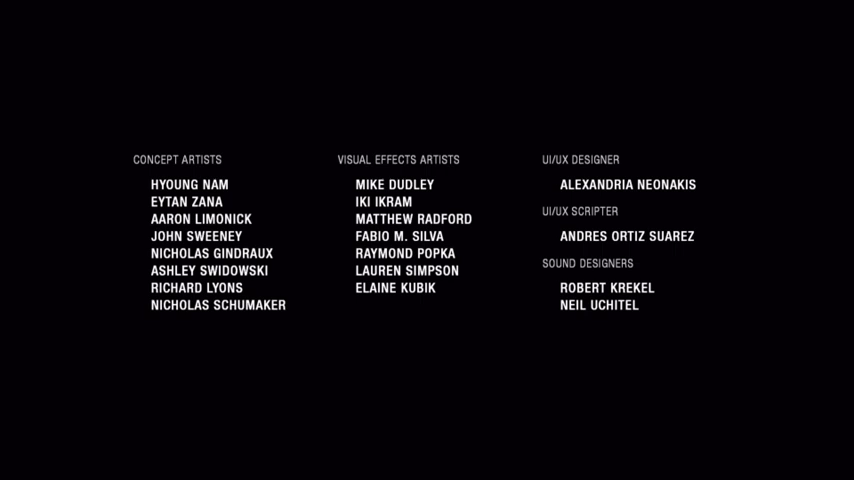 CONCEPT ARTISTS
HYOUNG NAM
EYTAN ZANA
AARON LIMONICK
JOHN SWEENEY
NICHOLAS GINDRAUX
ASHLEY SWIDOWSKI
RICHARD LYONS
NICHOLAS SCHUMAKER
VISUAL EFFECTS ARTISTS
MIKE DUDLEY
IKI IKRAM
MATTHEW RADFORD
FABIO M. SILVA
RAYMOND POPKA
LAUREN SIMPSON
ELAINE KUBIK
UI/UX DESIGNER
ALEXANDRIA NEONAKIS
UI/UX SCRIPTER
ANDRES ORTIZ SUAREZ
SOUND DESIGNERS
ROBERT KREKEL
NEIL UCHITEL